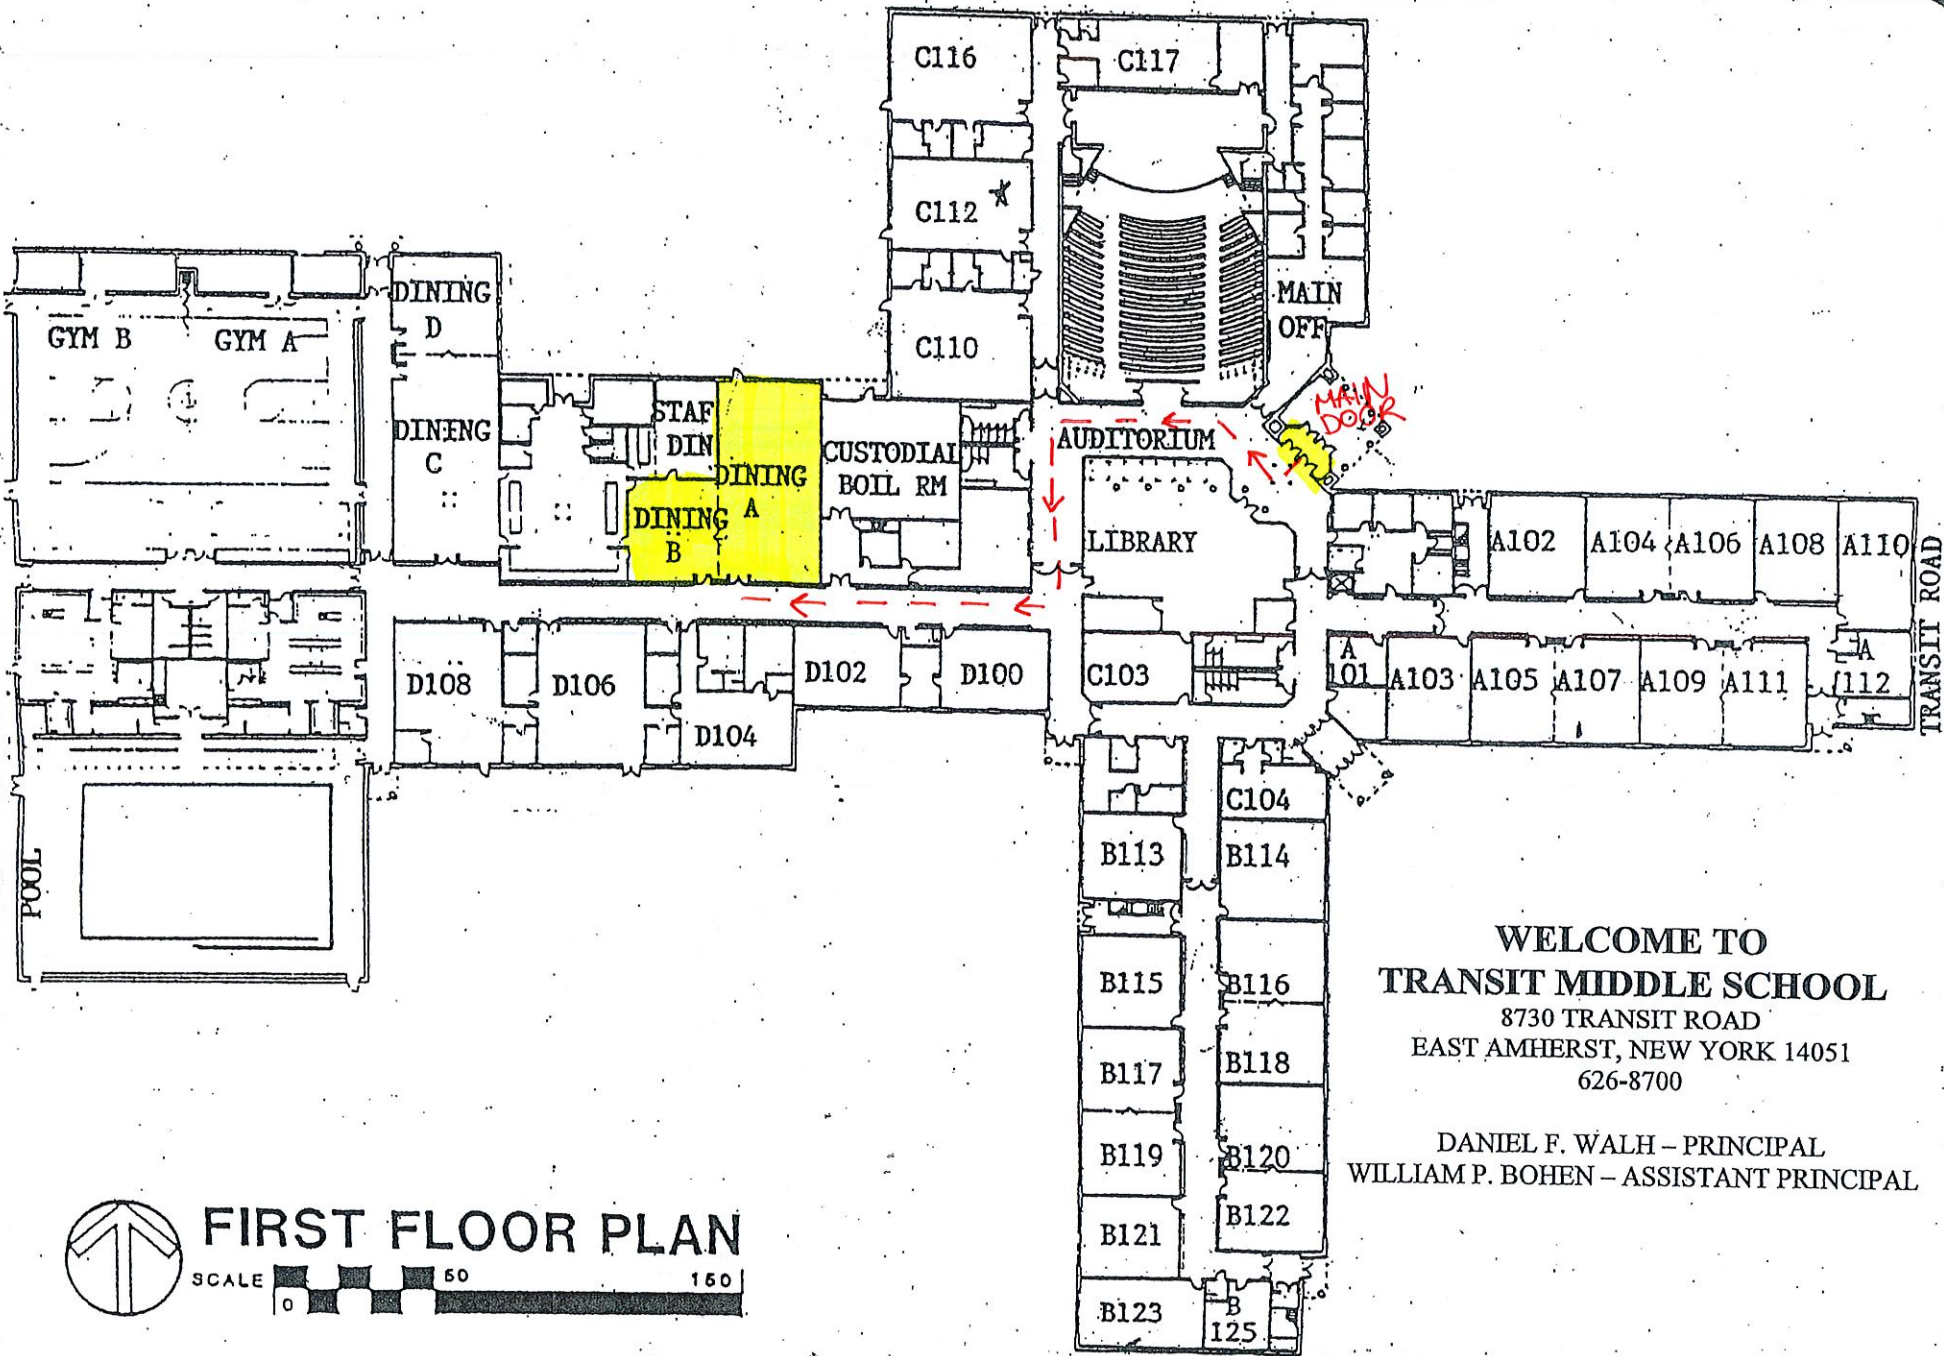 C116
C117
C112
C110
MAIN
OFF
MAIN
DOOR
AUDITORIUM
LIBRARY
GYM B
GYM A
DINING
D
DINING
C
STAF
DIN
DINING
A
DINING
B
CUSTODIAL
BOIL RM
A102
A104
A106
A108
A110
TRANSIT ROAD
A
101
A103
A105
A107
A109
A111
A
112
D108
D106
D104
D102
D100
C103
C104
POOL
B113
B114
B115
B116
B117
B118
B119
B120
B121
B122
B123
B
125
WELCOME TO
TRANSIT MIDDLE SCHOOL
8730 TRANSIT ROAD
EAST AMHERST, NEW YORK 14051
626-8700
DANIEL F. WALH – PRINCIPAL
WILLIAM P. BOHEN – ASSISTANT PRINCIPAL
FIRST FLOOR PLAN
SCALE
0
50
150